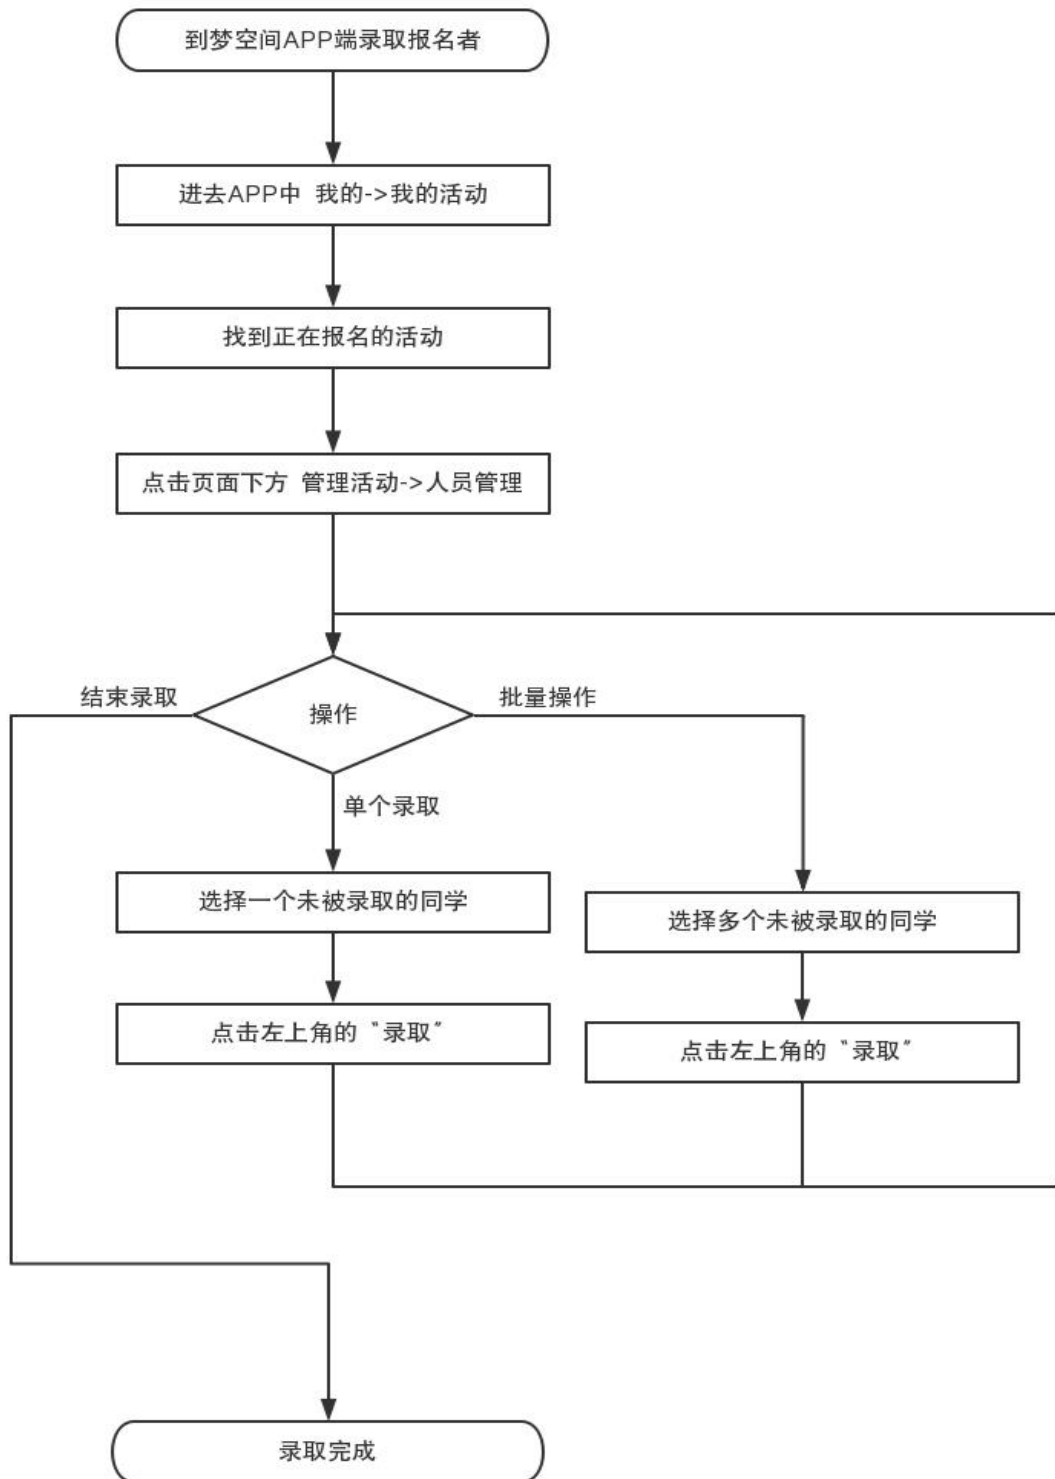 到梦空间APP端录取报名者
进去APP中 我的->我的活动
找到正在报名的活动
点击页面下方 管理活动->人员管理
结束录取
操作
批量操作
单个录取
选择一个未被录取的同学
选择多个未被录取的同学
点击左上角的“录取”
点击左上角的“录取”
录取完成